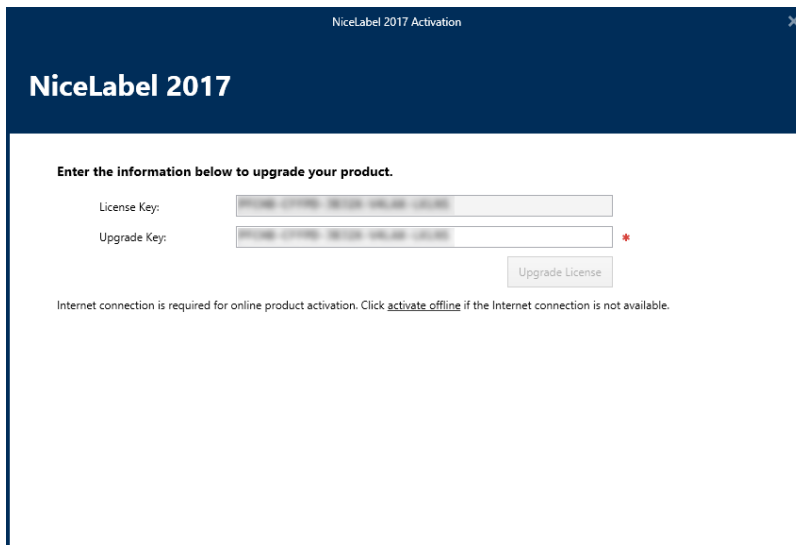 NiceLabel 2017 Activation
NiceLabel 2017
Enter the information below to upgrade your product.
License Key:
Upgrade Key:
*
Upgrade License
Internet connection is required for online product activation. Click activate offline if the Internet connection is not available.